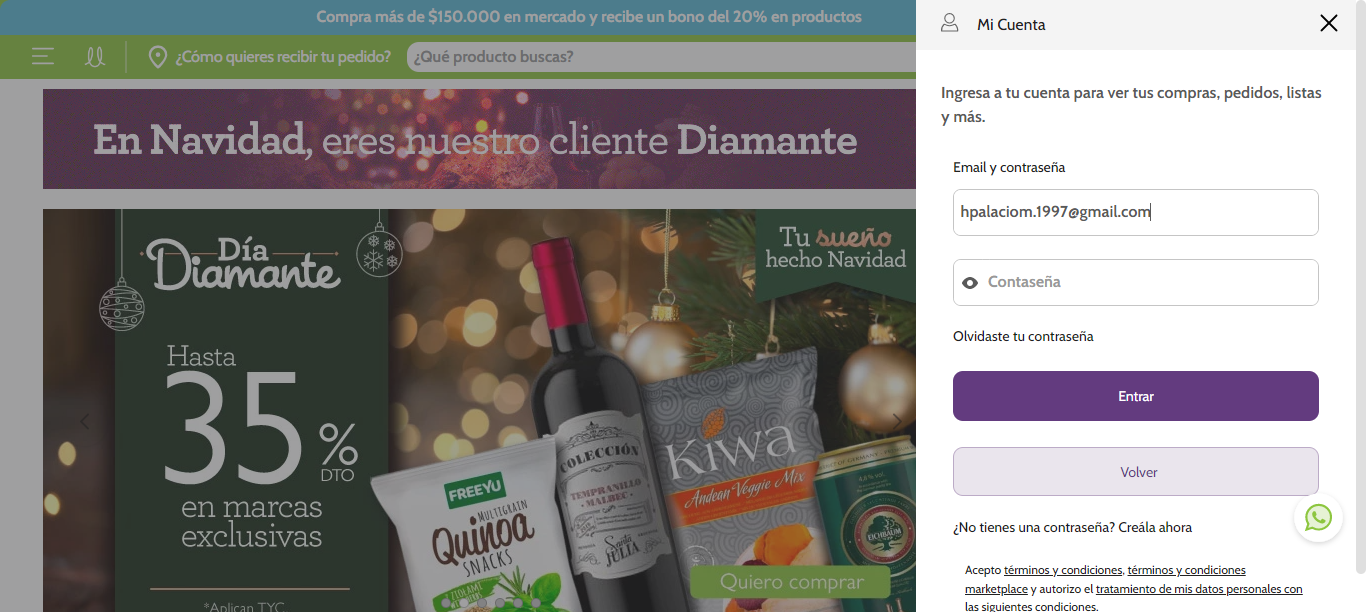 Compra más de $150.000 en mercado y recibe un bono del 20% en productos
Mi Cuenta
¿Cómo quieres recibir tu pedido?
¿Qué producto buscas?
Ingresa a tu cuenta para ver tus compras, pedidos, listas
y más.
En Navidad, eres nuestro cliente Diamante
Email y contraseña
hpalaciom.1997@gmail.com
Contaseña
Olvidaste tu contraseña
Entrar
Volver
¿No tienes una contraseña? Creála ahora
Acepto términos y condiciones, términos y condiciones
marketplace y autorizo el tratamiento de mis datos personales con
las siguientes condiciones.
Día
Diamante
Tu sueño
hecho Navidad
Hasta
35%
DTO
en marcas
exclusivas
*Aplican TYC
COLECCIÓN
TEMPRANILLO
MALBEC
Santa
JULIA
FREEYU
MULTIGRAIN
Quinoa
SNACKS
Kiwa
Andean Veggie Mix
EICHBAUM
Quiero comprar